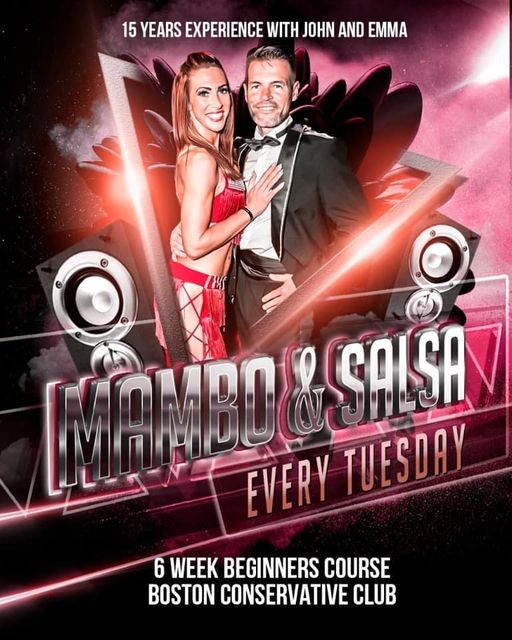 15 YEARS EXPERIENCE WITH JOHN AND EMMA
MAMBO & SALSA
EVERY TUESDAY
6 WEEK BEGINNERS COURSE
BOSTON CONSERVATIVE CLUB